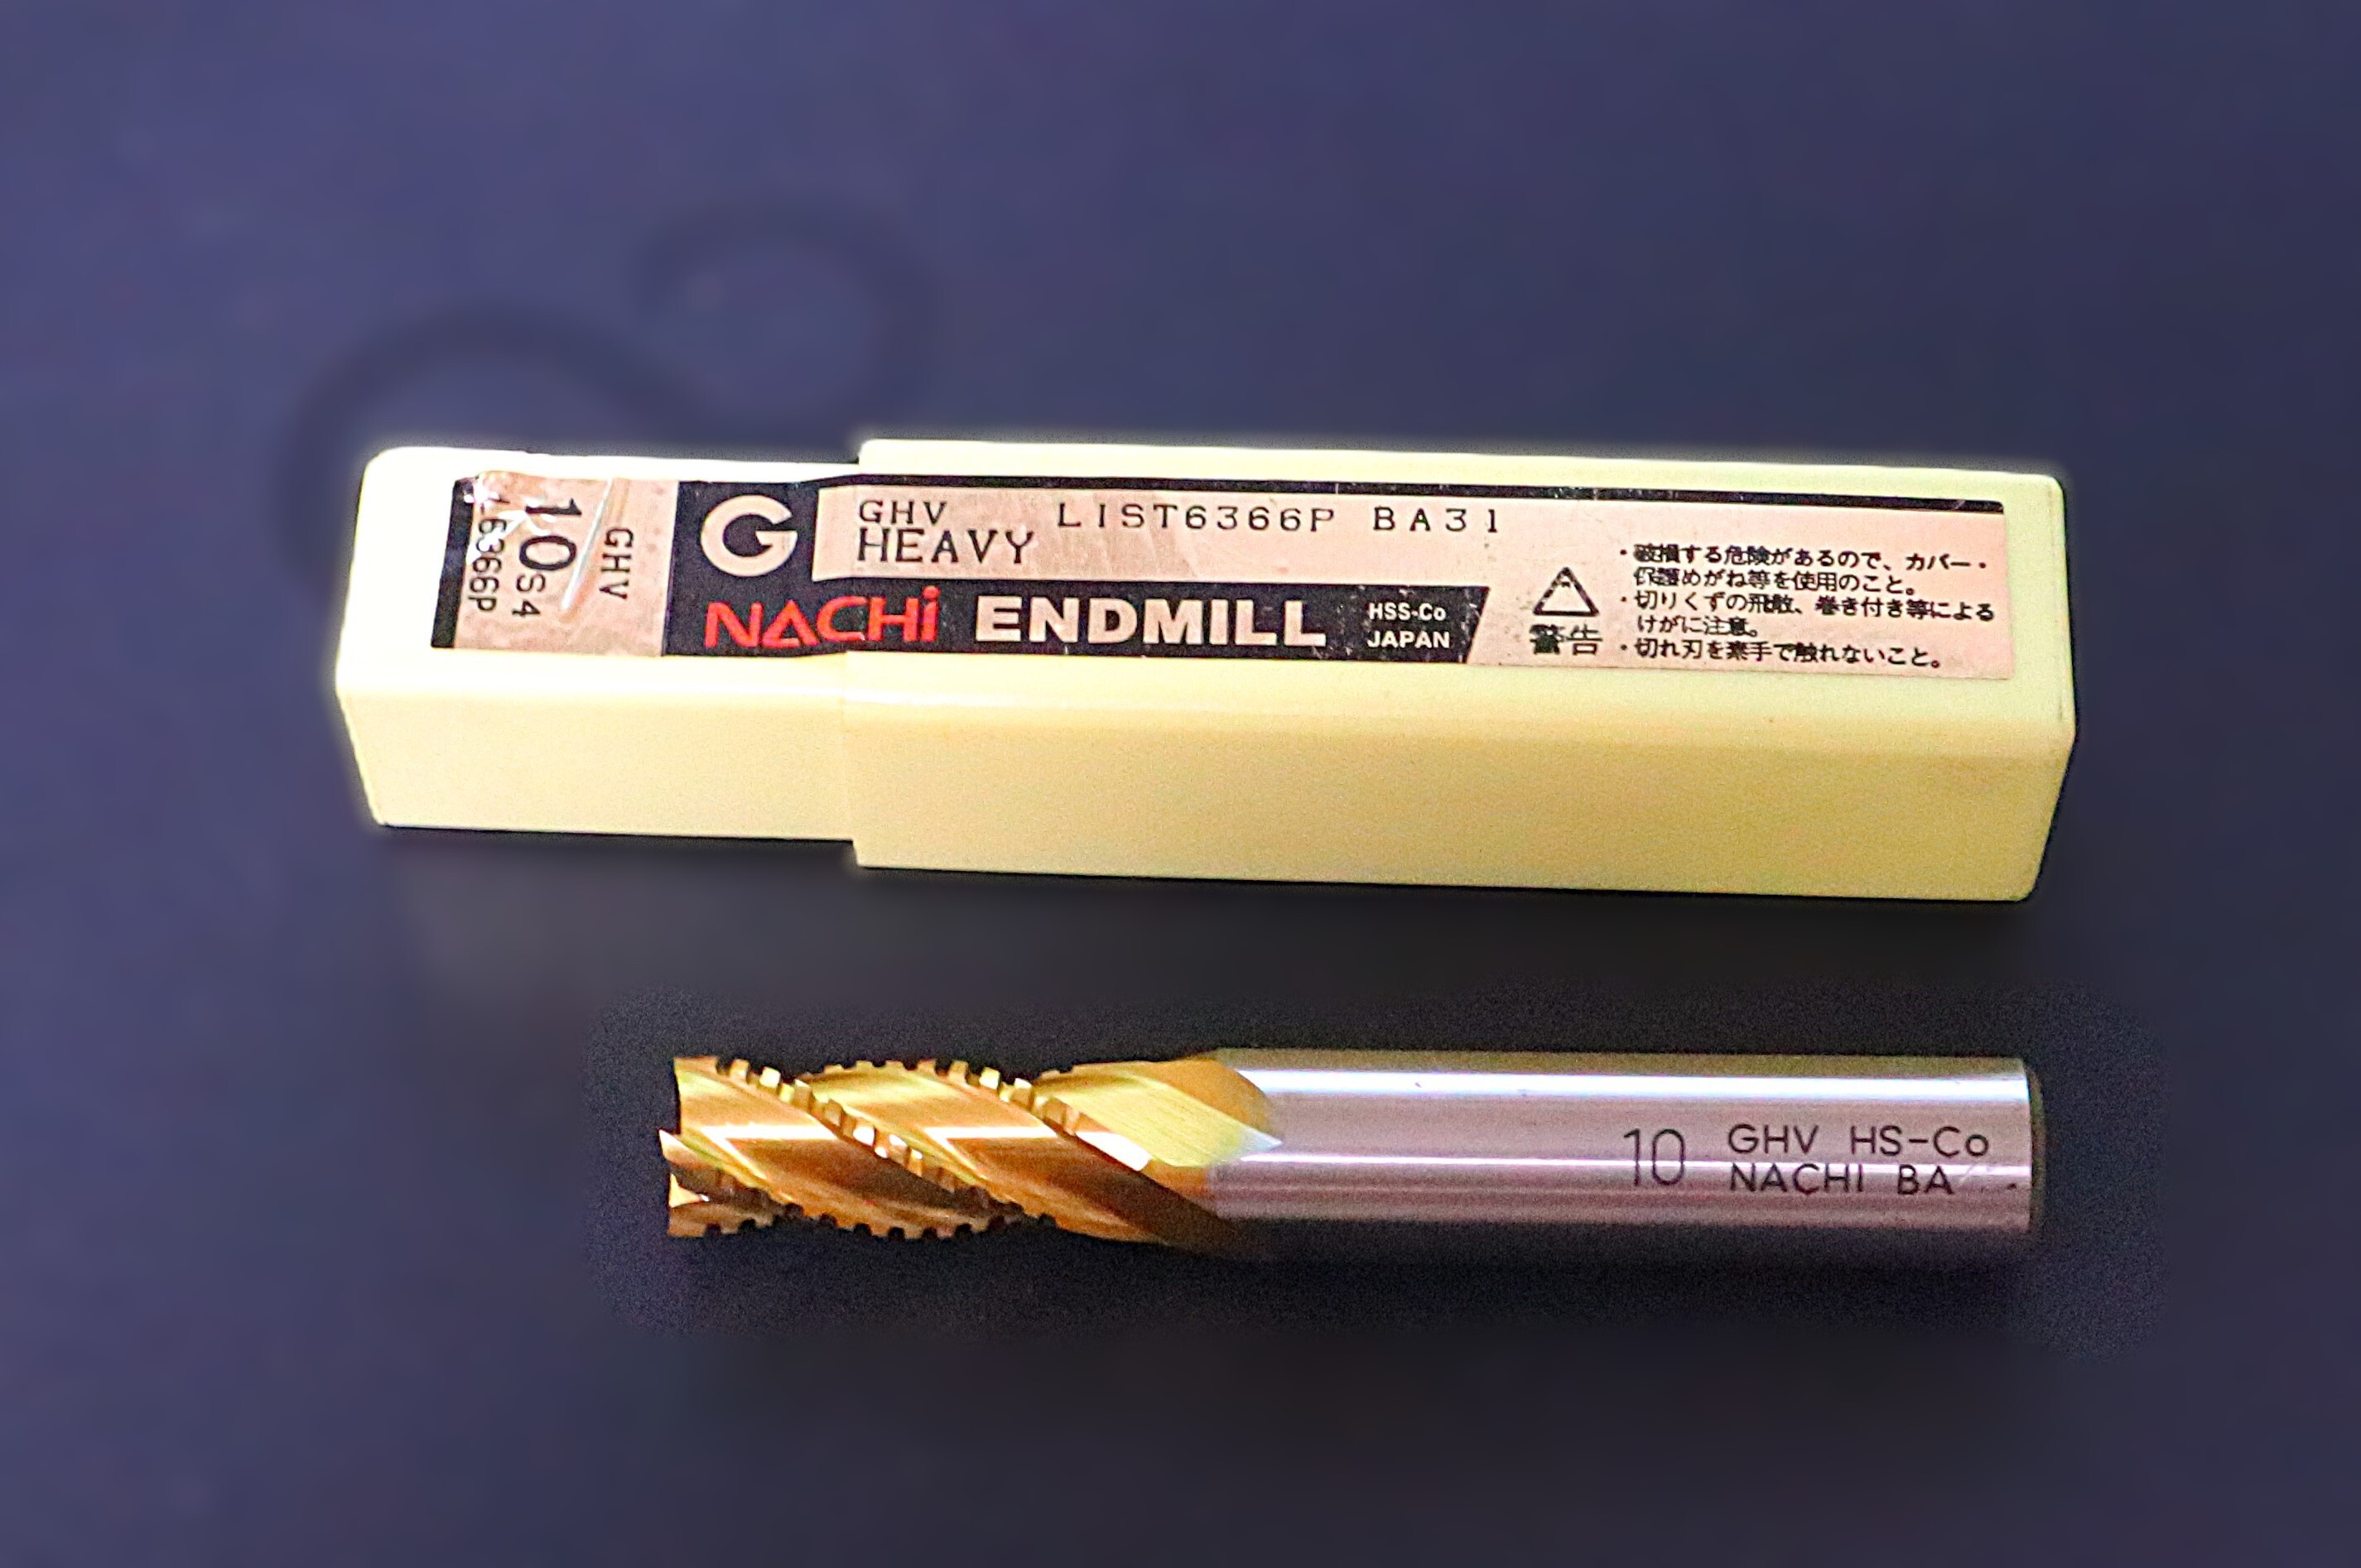 GHV
10 S4
L6366P
G
GHV LIST6366P BA31
HEAVY
NACHi ENDMILL HSS-Co
JAPAN
警告
・破損する危険があるので、カバー・
保護めがね等を使用のこと。
・切りくずの飛散、巻き付き等による
けがに注意。
・切れ刃を素手で触れないこと。
10 GHV HS-Co
NACHI BA